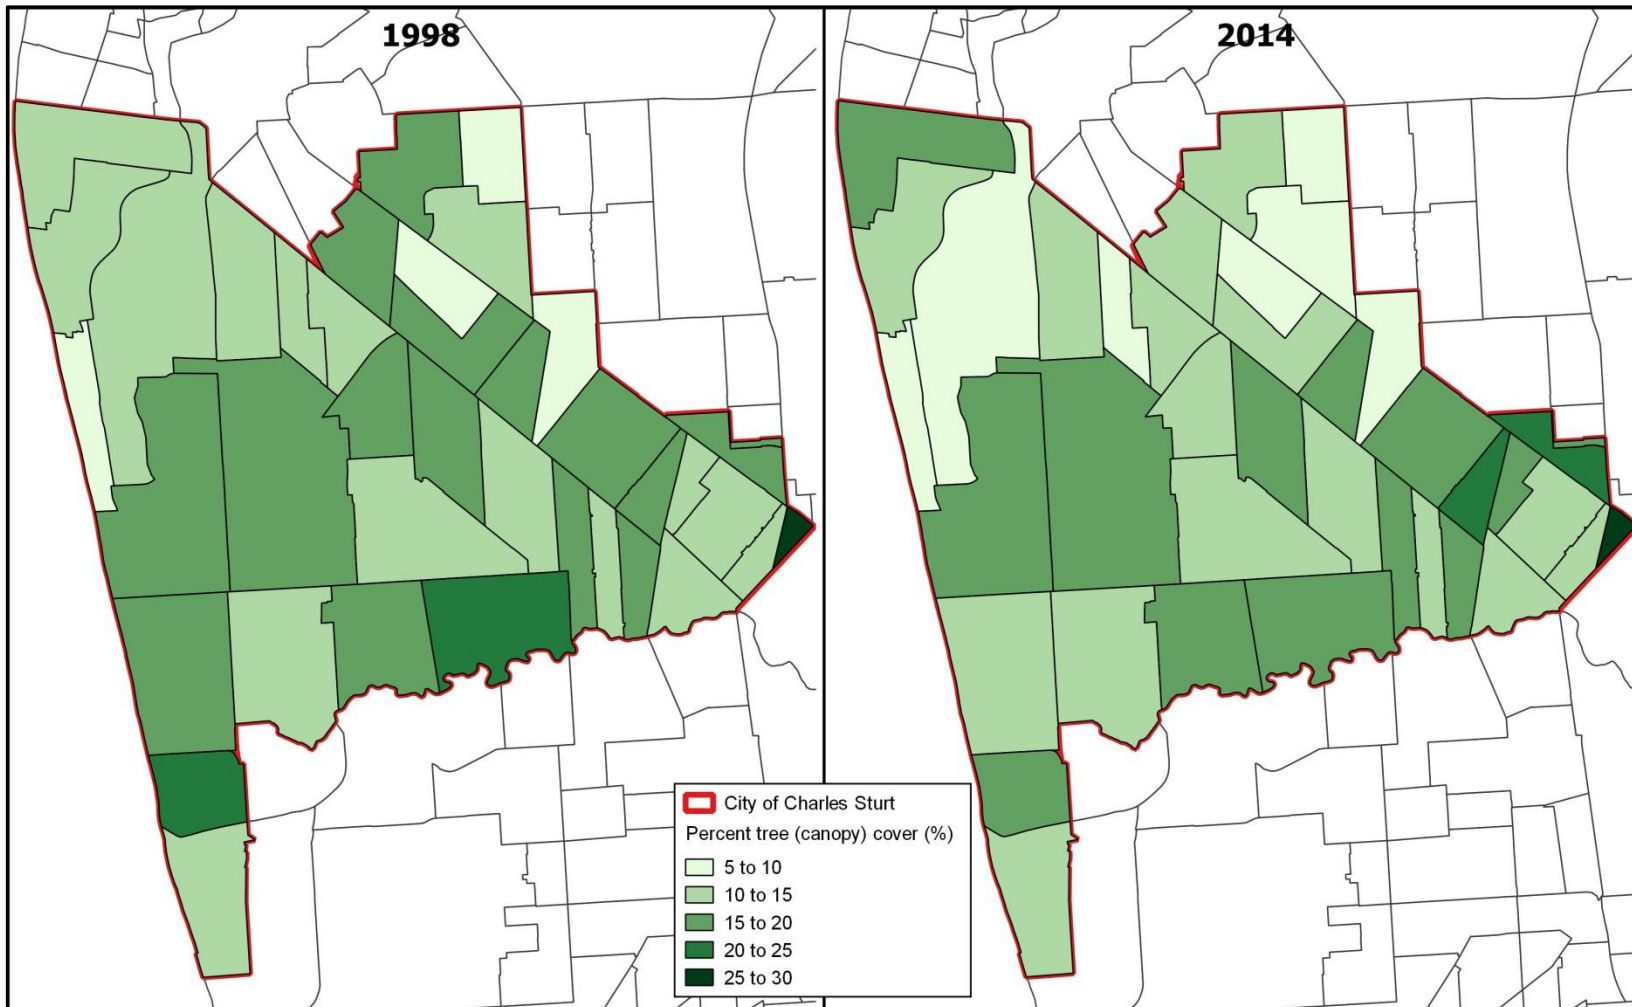 1998
2014
City of Charles Sturt
Percent tree (canopy) cover (%)
5 to 10
10 to 15
15 to 20
20 to 25
25 to 30